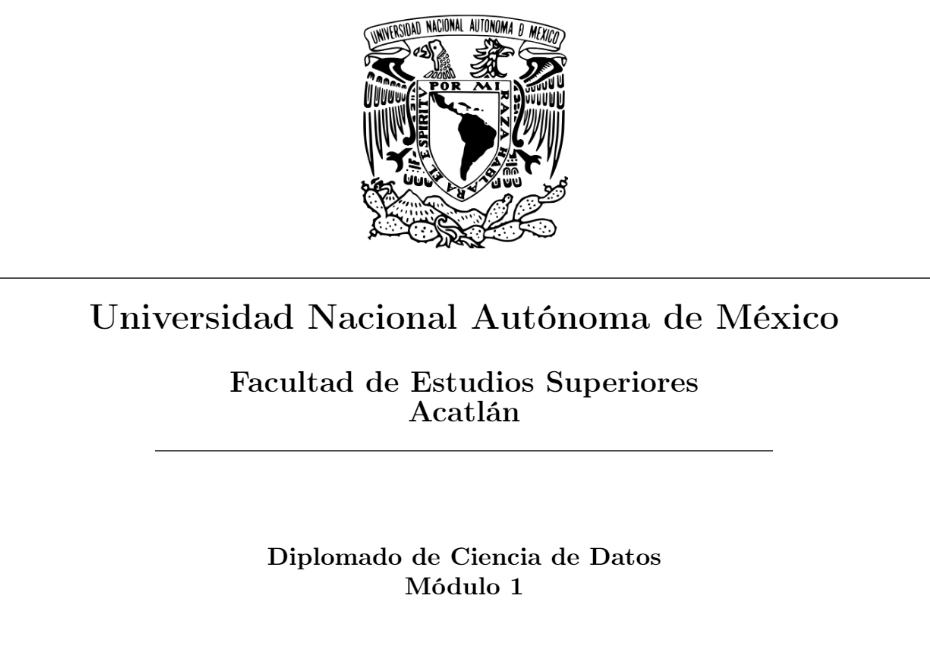 UNIVERSIDAD NACIONAL AUTONOMA D MEXICO
POR MI RAZA HABLARA EL ESPIRITV
Universidad Nacional Autónoma de México
Facultad de Estudios Superiores
Acatlán
Diplomado de Ciencia de Datos
Módulo 1